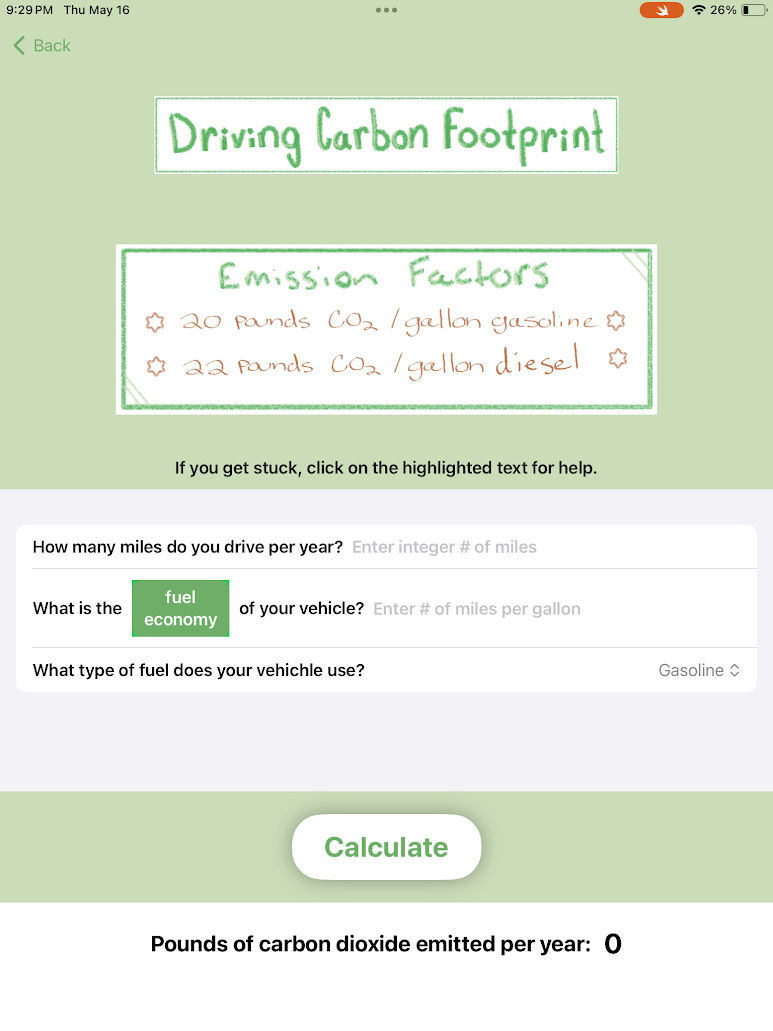 9:29 PM Thu May 16 26%
Back
Driving Carbon Footprint
Emission Factors
20 pounds CO₂ / gallon gasoline
22 pounds CO₂ / gallon diesel
If you get stuck, click on the highlighted text for help.
How many miles do you drive per year? Enter integer # of miles
What is the fuel economy of your vehicle? Enter # of miles per gallon
What type of fuel does your vehichle use? Gasoline
Calculate
Pounds of carbon dioxide emitted per year: 0